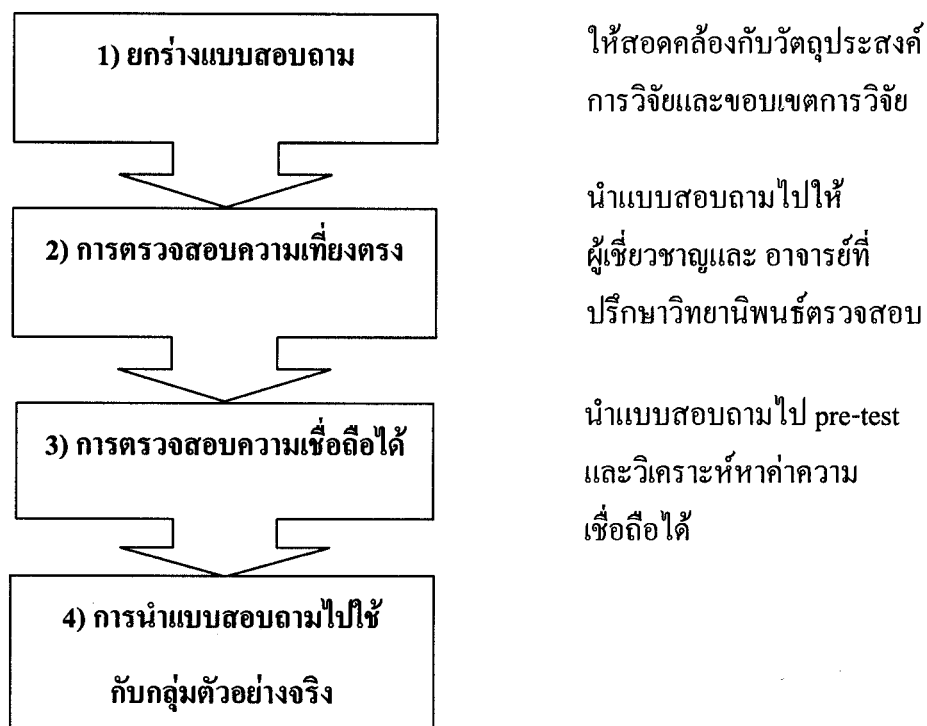 1) ยกร่างแบบสอบถาม
ให้สอดคล้องกับวัตถุประสงค์
การวิจัยและขอบเขตการวิจัย
2) การตรวจสอบความเที่ยงตรง
นำแบบสอบถามไปให้
ผู้เชี่ยวชาญและ อาจารย์ที่
ปรึกษาวิทยานิพนธ์ตรวจสอบ
3) การตรวจสอบความเชื่อถือได้
นำแบบสอบถามไป pre-test
และวิเคราะห์หาค่าความ
เชื่อถือได้
4) การนำแบบสอบถามไปใช้
กับกลุ่มตัวอย่างจริง